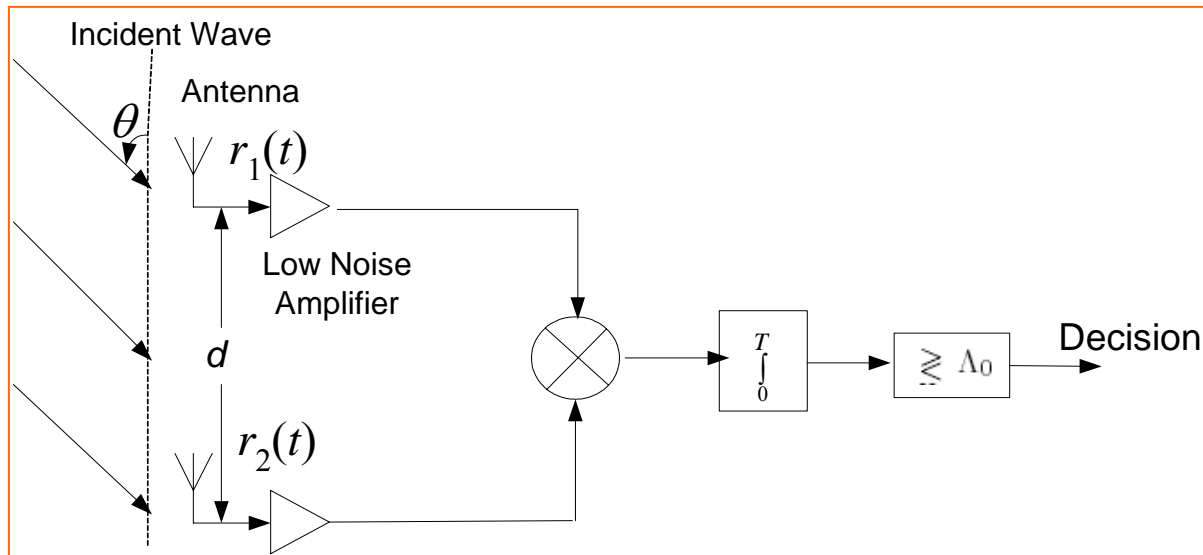 Incident Wave
Antenna
θ
r₁(t)
Low Noise
Amplifier
d
r₂(t)
T
∫
0
≷ Λ₀
Decision